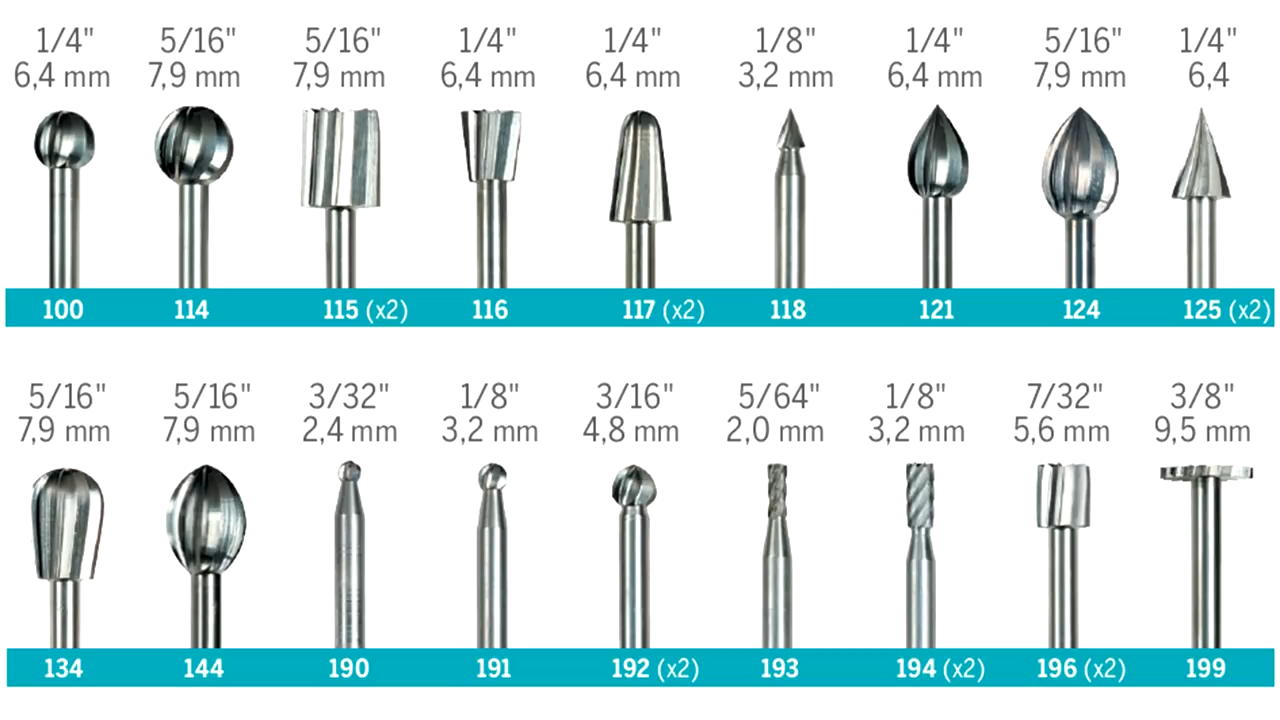 1/4" 5/16" 5/16" 1/4" 1/4" 1/8" 1/4" 5/16" 1/4"
6,4 mm 7,9 mm 7,9 mm 6,4 mm 6,4 mm 3,2 mm 6,4 mm 7,9 mm 6,4
100 114 115 (x2) 116 117 (x2) 118 121 124 125 (x2)
5/16" 5/16" 3/32" 1/8" 3/16" 5/64" 1/8" 7/32" 3/8"
7,9 mm 7,9 mm 2,4 mm 3,2 mm 4,8 mm 2,0 mm 3,2 mm 5,6 mm 9,5 mm
134 144 190 191 192 (x2) 193 194 (x2) 196 (x2) 199